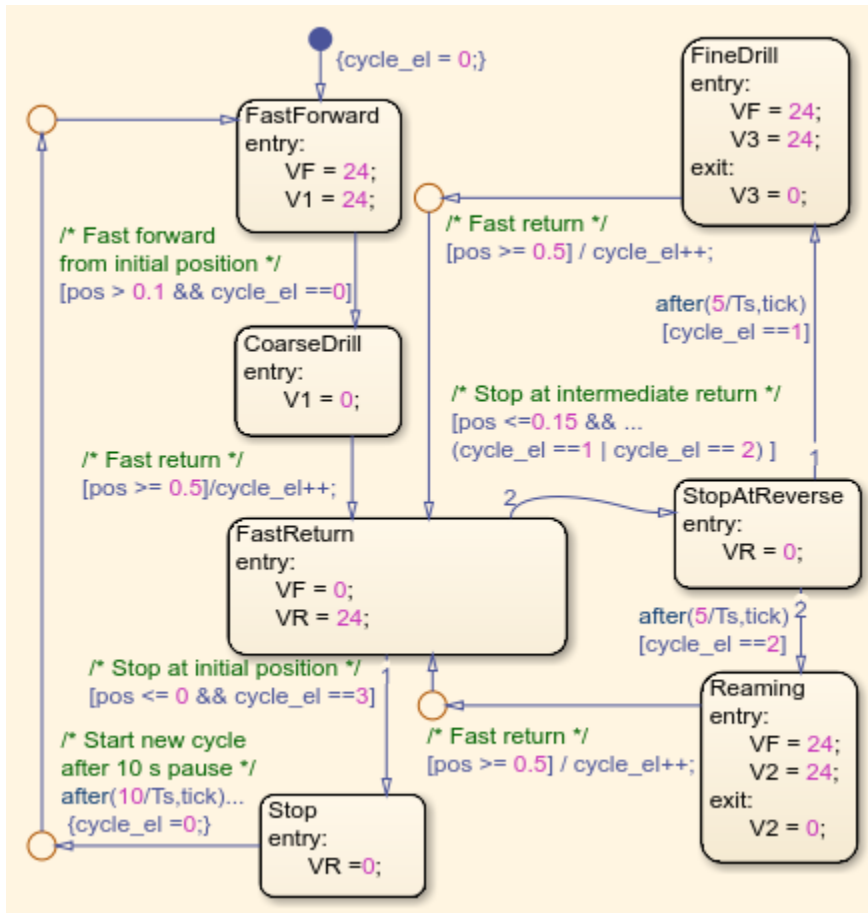 {cycle_el = 0;}
FastForward
entry:
VF = 24;
V1 = 24;
/* Fast forward
from initial position */
[pos > 0.1 && cycle_el ==0]
CoarseDrill
entry:
V1 = 0;
/* Fast return */
[pos >= 0.5]/cycle_el++;
FineDrill
entry:
VF = 24;
V3 = 24;
exit:
V3 = 0;
/* Fast return */
[pos >= 0.5] / cycle_el++;
after(5/Ts,tick)
[cycle_el ==1]
/* Stop at intermediate return */
[pos <=0.15 && ...
(cycle_el ==1 | cycle_el == 2) ]
1
2
StopAtReverse
entry:
VR = 0;
FastReturn
entry:
VF = 0;
VR = 24;
2
after(5/Ts,tick)
[cycle_el ==2]
1
/* Stop at initial position */
[pos <= 0 && cycle_el ==3]
Reaming
entry:
VF = 24;
V2 = 24;
exit:
V2 = 0;
/* Fast return */
[pos >= 0.5] / cycle_el++;
/* Start new cycle
after 10 s pause */
after(10/Ts,tick)...
{cycle_el =0;}
Stop
entry:
VR =0;